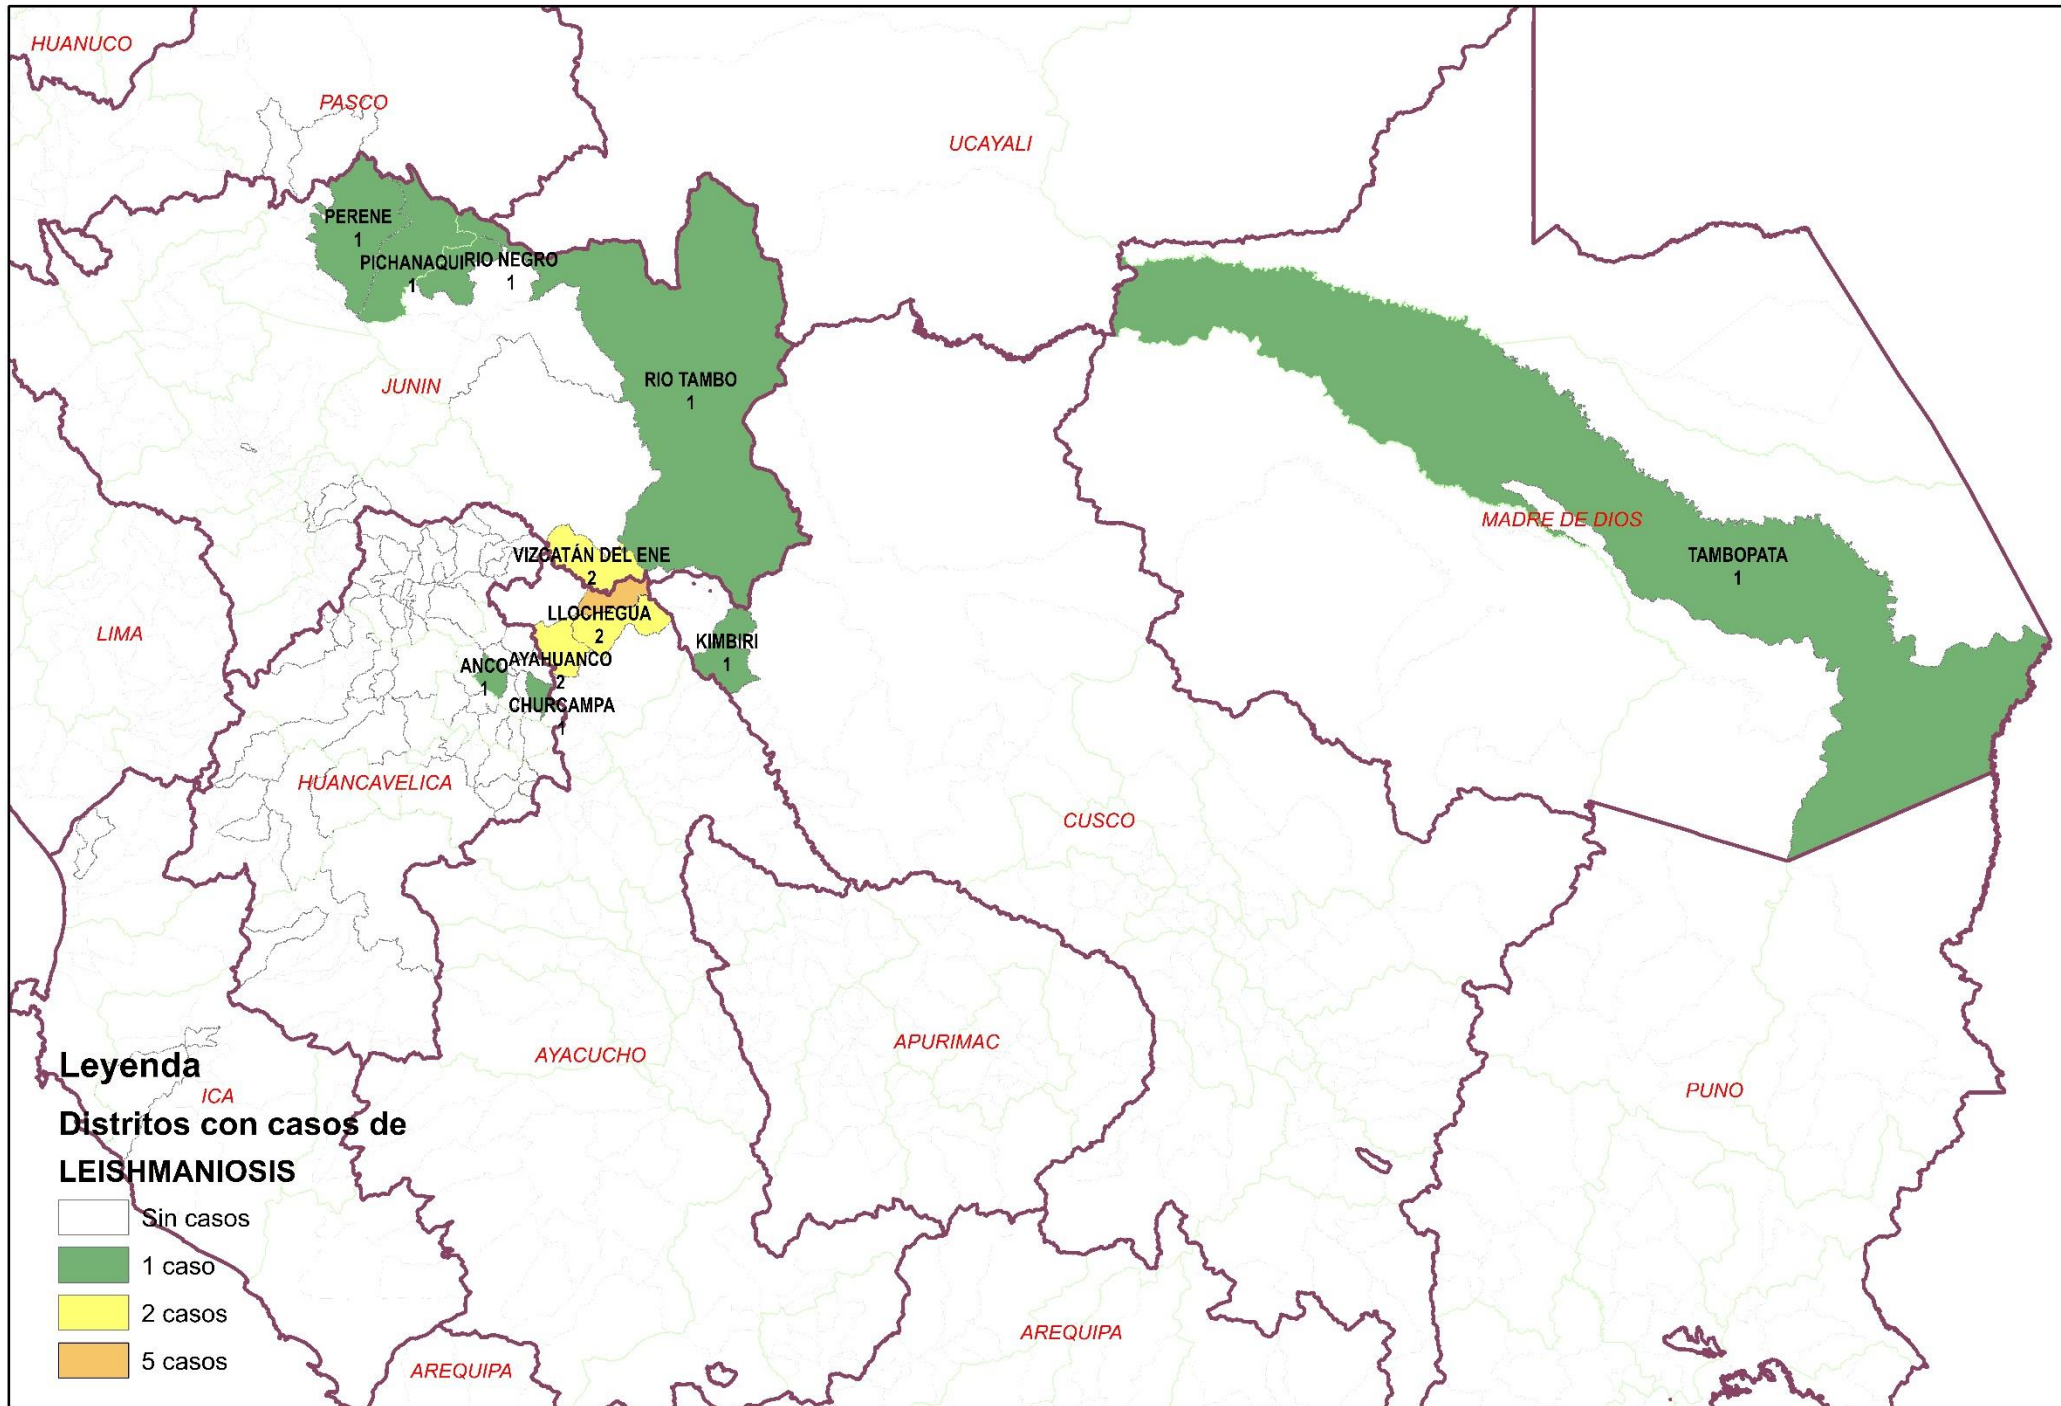 HUANUCO
PASCO
UCAYALI
PERENE
1
PICHANAQUI
1
RIO NEGRO
1
RIO TAMBO
1
JUNIN
MADRE DE DIOS
TAMBOPATA
1
VIZCATÁN DEL ENE
2
LLOCHEGUA
2
LIMA
KIMBIRI
1
ANCO
1
AYAHUANCO
2
CHURCAMPA
1
HUANCAVELICA
CUSCO
AYACUCHO
APURIMAC
PUNO
ICA
AREQUIPA
AREQUIPA
Leyenda
Distritos con casos de
LEISHMANIOSIS
Sin casos
1 caso
2 casos
5 casos